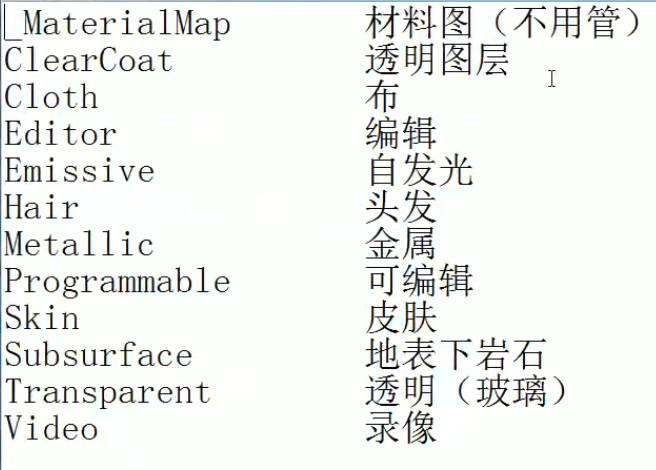 _MaterialMap 材料图（不用管）
ClearCoat 透明图层
Cloth 布
Editor 编辑
Emissive 自发光
Hair 头发
Metallic 金属
Programmable 可编辑
Skin 皮肤
Subsurface 地表下岩石
Transparent 透明（玻璃）
Video 录像